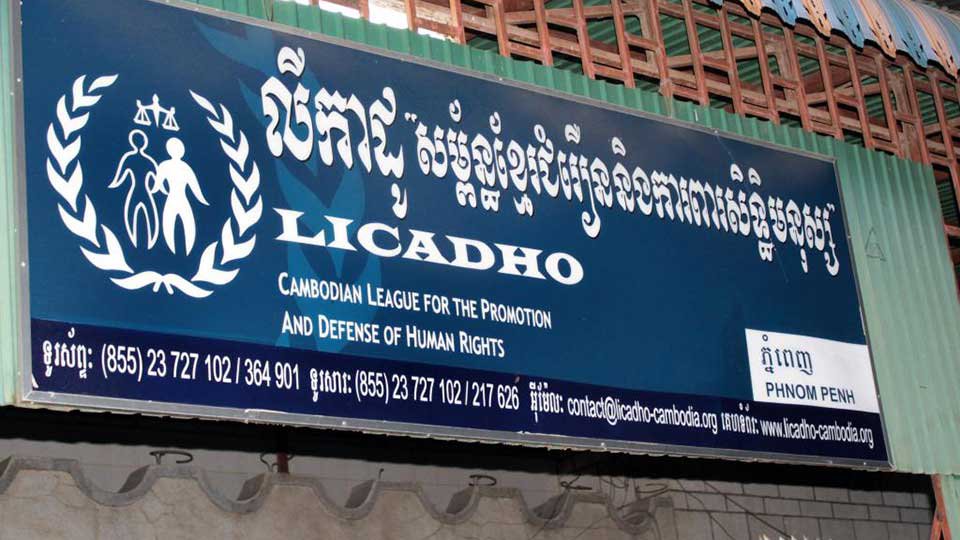 លីកាដូ "សម្ព័ន្ធខ្មែរជំរឿននិងការពារសិទ្ធិមនុស្ស"
LICADHO
CAMBODIAN LEAGUE FOR THE PROMOTION
AND DEFENSE OF HUMAN RIGHTS
ភ្នំពេញ
PHNOM PENH
ទូរស័ព្ទ: (855) 23 727 102 / 364 901 ទូរសារ: (855) 23 727 102 / 217 626 អ៊ីម៉ែល: contact@licadho-cambodia.org គេហទំព័រ: www.licadho-cambodia.org